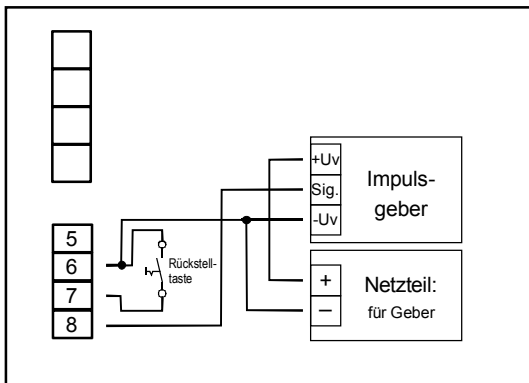 5
6
7
8
Rückstell-
taste
+Uv
Sig.
-Uv
Impuls-
geber
+
−
Netzteil:
für Geber